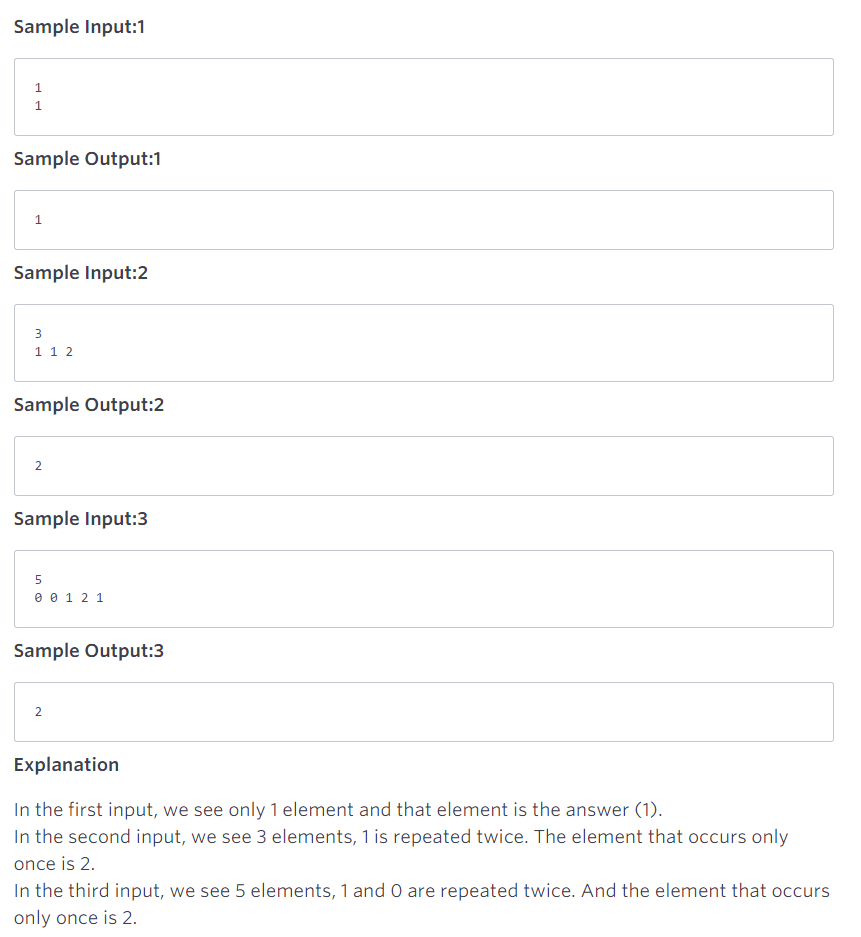 Sample Input:1
1
1
Sample Output:1
1
Sample Input:2
3
1 1 2
Sample Output:2
2
Sample Input:3
5
0 0 1 2 1
Sample Output:3
2
Explanation
In the first input, we see only 1 element and that element is the answer (1).
In the second input, we see 3 elements, 1 is repeated twice. The element that occurs only
once is 2.
In the third input, we see 5 elements, 1 and 0 are repeated twice. And the element that occurs
only once is 2.